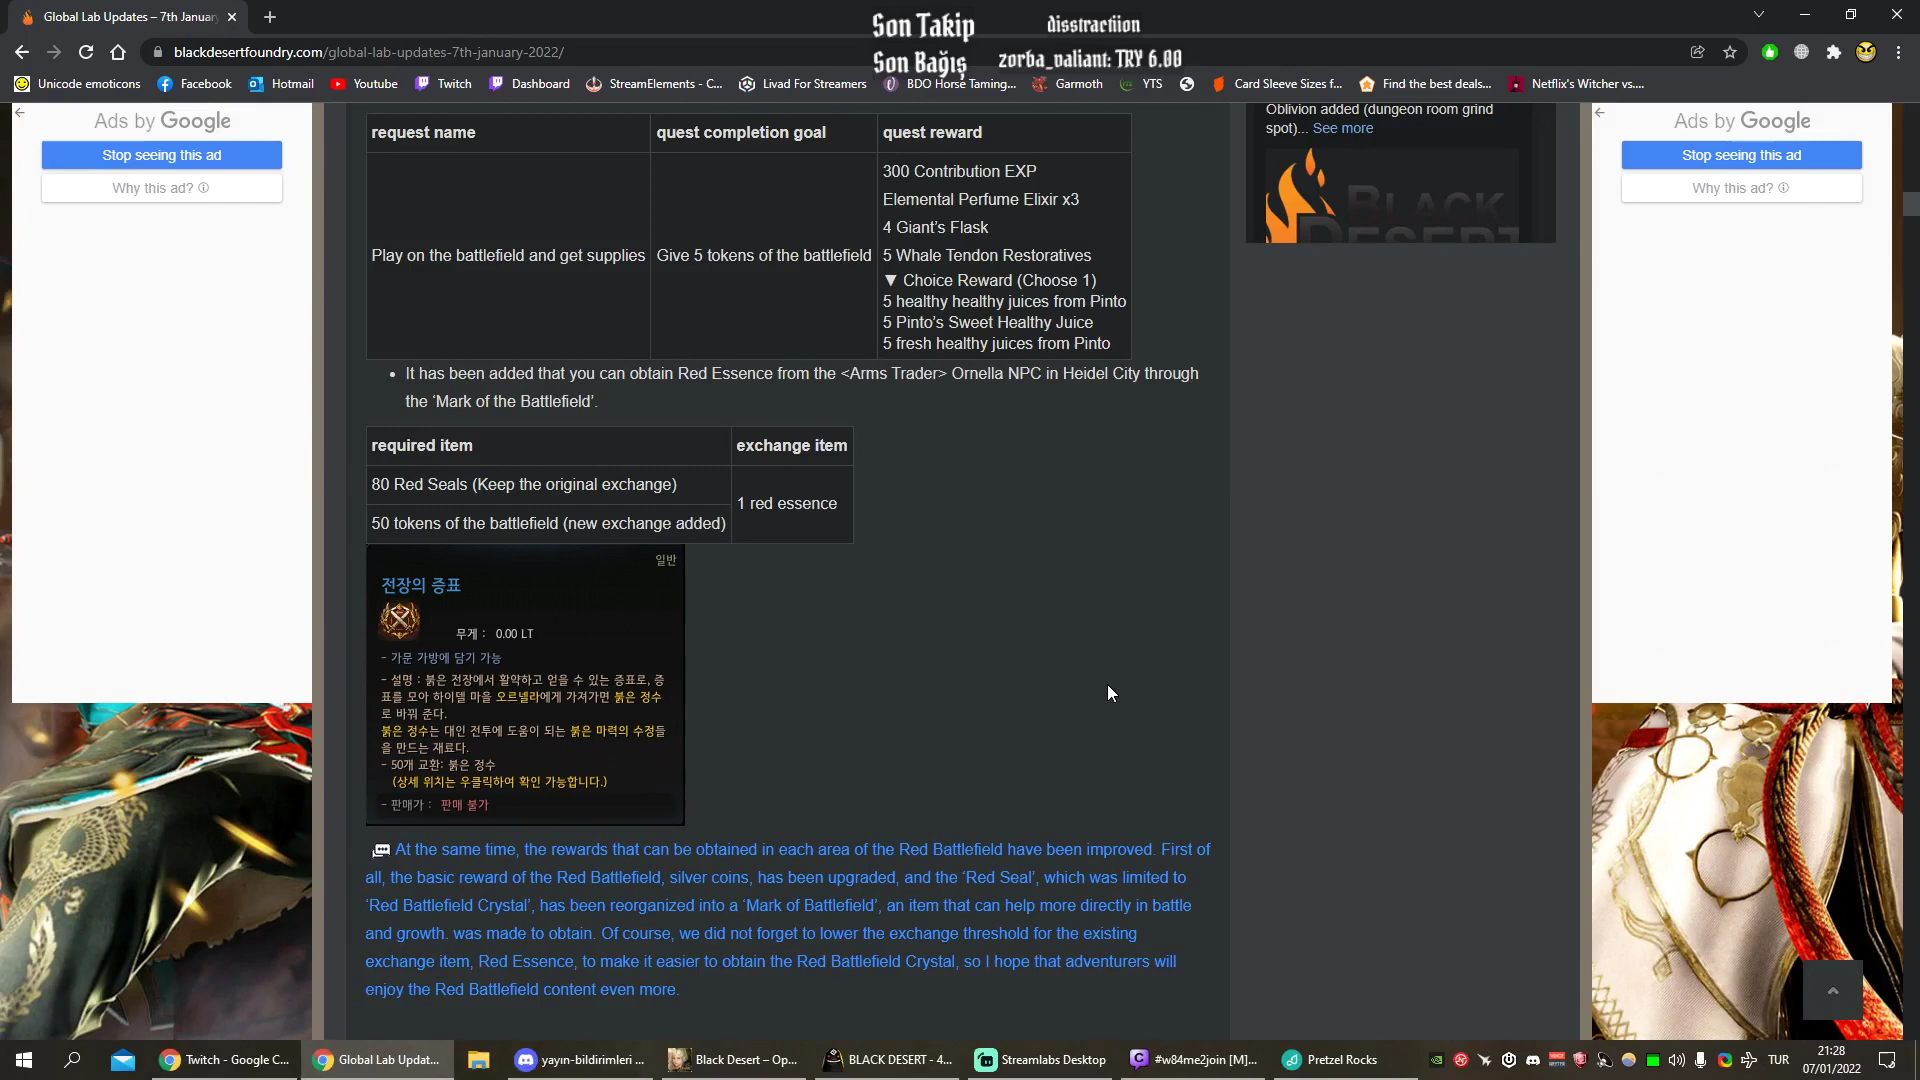 Global Lab Updates – 7th Januar
blackdesertfoundry.com/global-lab-updates-7th-january-2022/
Son Takip
disstractiion
Son Bağış
zorba_valiant: TRY 6.00
Unicode emoticons
Facebook
Hotmail
Youtube
Twitch
Dashboard
StreamElements - C...
Livad For Streamers
BDO Horse Taming,...
Garmoth
YTS
Card Sleeve Sizes f...
Find the best deals...
Netflix's Witcher vs....
Ads by Google
Stop seeing this ad
Why this ad?
request name
quest completion goal
quest reward
Play on the battlefield and get supplies
Give 5 tokens of the battlefield
300 Contribution EXP
Elemental Perfume Elixir x3
4 Giant's Flask
5 Whale Tendon Restoratives
▼ Choice Reward (Choose 1)
5 healthy healthy juices from Pinto
5 Pinto's Sweet Healthy Juice
5 fresh healthy juices from Pinto
• It has been added that you can obtain Red Essence from the <Arms Trader> Ornella NPC in Heidel City through
the 'Mark of the Battlefield'.
required item
exchange item
80 Red Seals (Keep the original exchange)
50 tokens of the battlefield (new exchange added)
1 red essence
일반
전장의 증표
무게 : 0.00 LT
- 가문 가방에 담기 가능
- 설명 : 붉은 전장에서 활약하고 얻을 수 있는 증표로, 증
표를 모아 하이델 마을 오르넬라에게 가져가면 붉은 정수
로 바꿔 준다.
붉은 정수는 대인 전투에 도움이 되는 붉은 마력의 수정들
을 만드는 재료다.
- 50개 교환: 붉은 정수
(상세 위치는 우클릭하여 확인 가능합니다.)
- 판매가 : 판매 불가
At the same time, the rewards that can be obtained in each area of the Red Battlefield have been improved. First of
all, the basic reward of the Red Battlefield, silver coins, has been upgraded, and the 'Red Seal', which was limited to
'Red Battlefield Crystal', has been reorganized into a 'Mark of Battlefield', an item that can help more directly in battle
and growth. was made to obtain. Of course, we did not forget to lower the exchange threshold for the existing
exchange item, Red Essence, to make it easier to obtain the Red Battlefield Crystal, so I hope that adventurers will
enjoy the Red Battlefield content even more.
Oblivion added (dungeon room grind
spot)... See more
BLACK
DESERT
Ads by Google
Stop seeing this ad
Why this ad?
Twitch - Google C...
Global Lab Updat...
yayın-bildirimleri ...
Black Desert – Op...
BLACK DESERT - 4...
Streamlabs Desktop
#w84me2join [M]...
Pretzel Rocks
TUR
21:28
07/01/2022